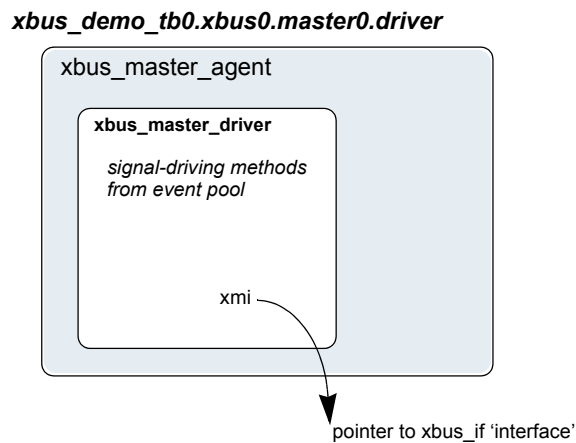 xbus_demo_tb0.xbus0.master0.driver
xbus_master_agent
xbus_master_driver
signal-driving methods
from event pool
xmi
pointer to xbus_if ‘interface’